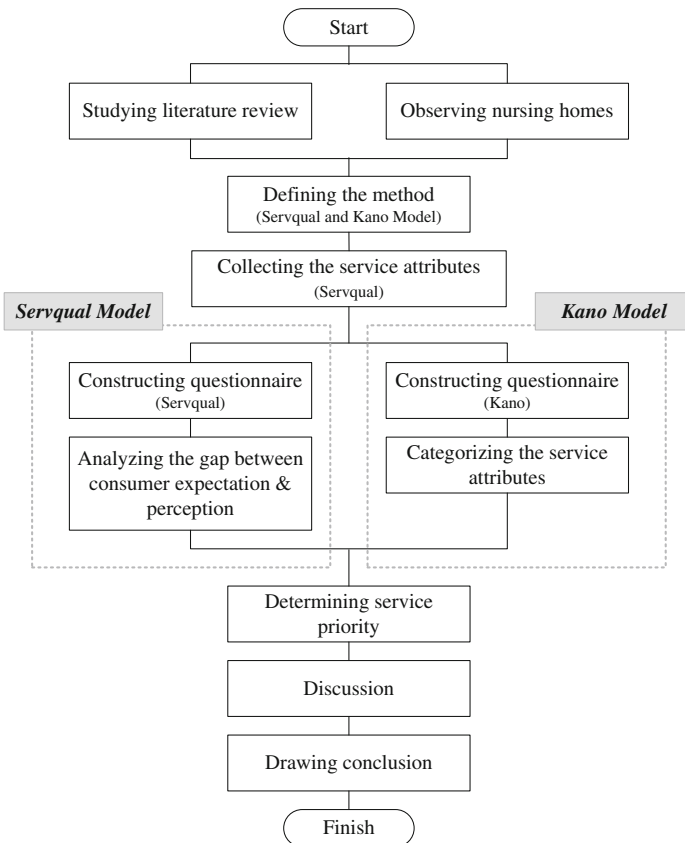 Start
Studying literature review
Observing nursing homes
Defining the method
(Servqual and Kano Model)
Collecting the service attributes
(Servqual)
Servqual Model
Kano Model
Constructing questionnaire
(Servqual)
Constructing questionnaire
(Kano)
Analyzing the gap between
consumer expectation &
perception
Categorizing the service
attributes
Determining service
priority
Discussion
Drawing conclusion
Finish